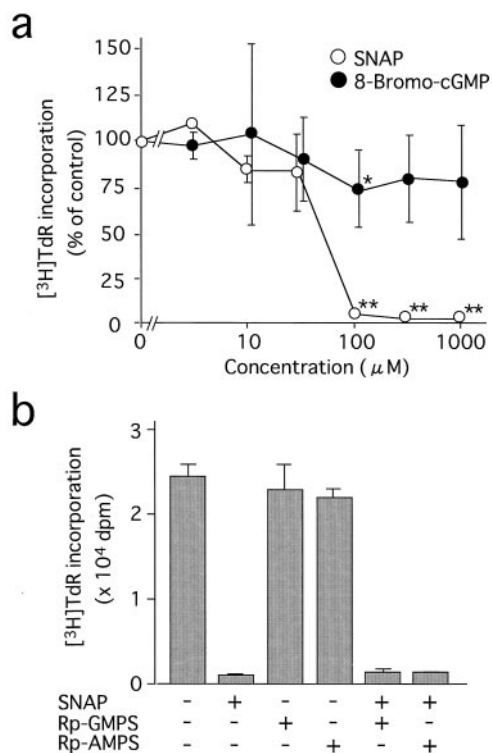 a
SNAP
8-Bromo-cGMP
[³H]TdR incorporation
(% of control)
150
125
100
75
50
25
0
*
** ** **
0 10 100 1000
Concentration ( μM)
b
[³H]TdR incorporation
(x 10⁴ dpm)
3
2
1
0
SNAP - + - - + +
Rp-GMPS - - + - + -
Rp-AMPS - - - + - +